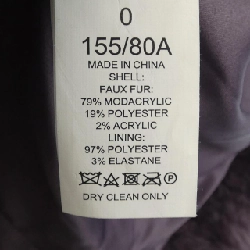 0
155/80A
MADE IN CHINA
SHELL:
FAUX FUR:
79% MODACRYLIC
19% POLYESTER
2% ACRYLIC
LINING:
97% POLYESTER
3% ELASTANE
DRY CLEAN ONLY